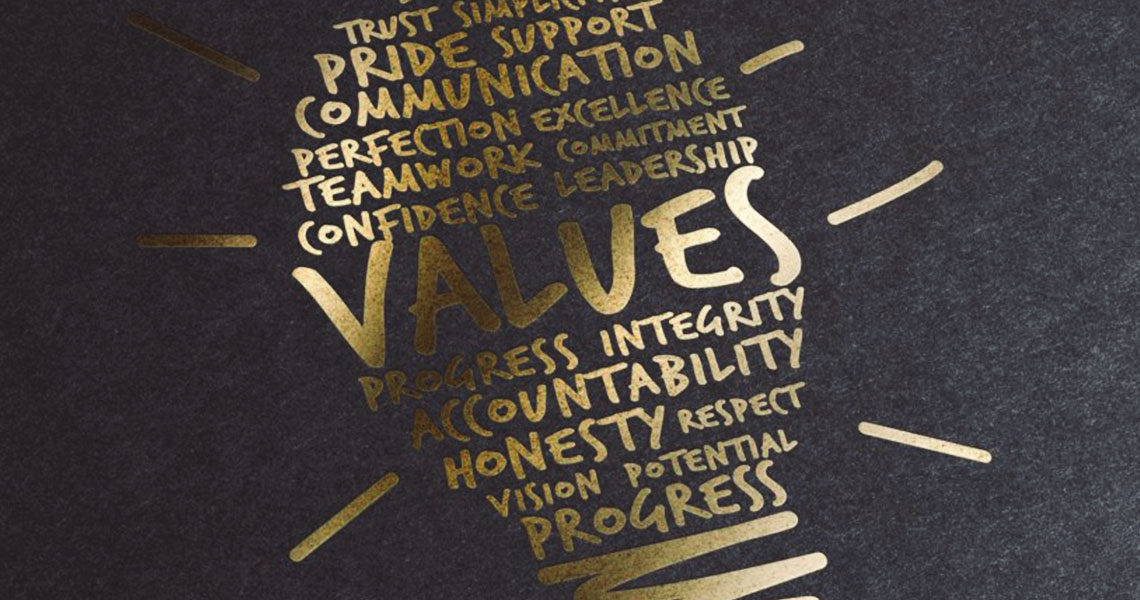 TRUST
PRIDE SUPPORT
COMMUNICATION
PERFECTION EXCELLENCE
TEAMWORK COMMITMENT
CONFIDENCE LEADERSHIP
VALUES
PROGRESS INTEGRITY
ACCOUNTABILITY
HONESTY RESPECT
VISION POTENTIAL
PROGRESS